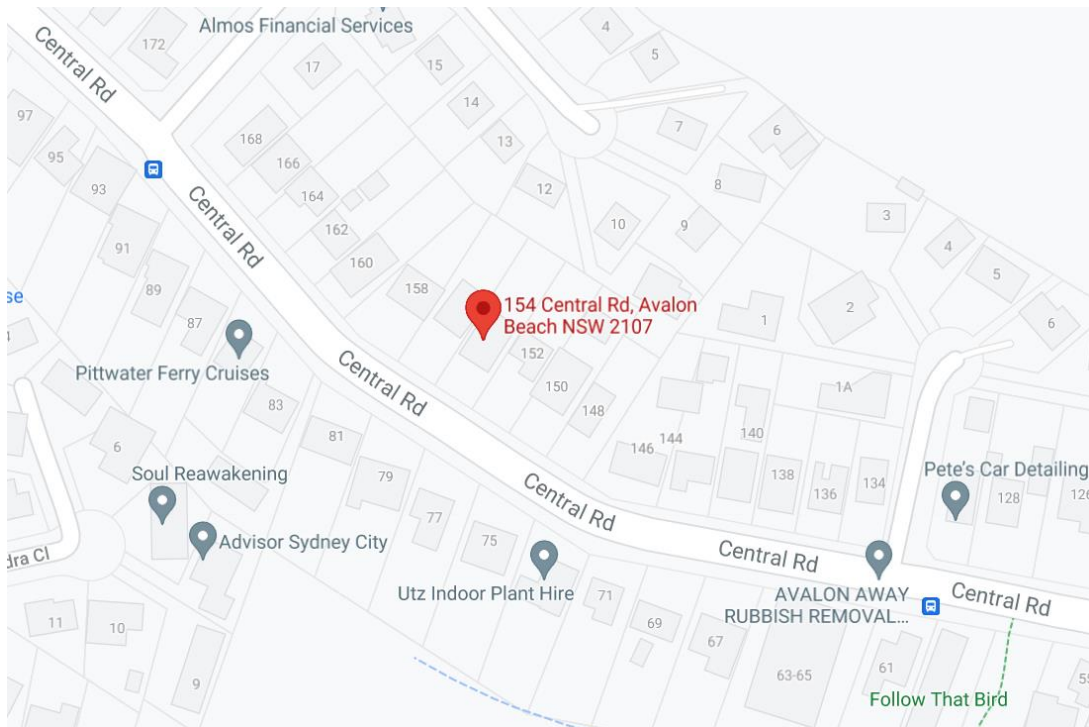 Almos Financial Services
4
5
172
Central Rd
17
15
14
13
7
6
97
95
93
168
166
164
162
160
12
8
10
9
3
4
5
6
Central Rd
91
89
87
158
154 Central Rd, Avalon
Beach NSW 2107
1
2
se
Pittwater Ferry Cruises
152
150
148
1A
Central Rd
83
81
79
77
75
146
144
140
138
136
134
Pete's Car Detailing
128
126
6
Soul Reawakening
Advisor Sydney City
Central Rd
Central Rd
Central Rd
dra Cl
Utz Indoor Plant Hire
71
69
67
63-65
61
55
AVALON AWAY
RUBBISH REMOVAL...
11
10
9
Follow That Bird